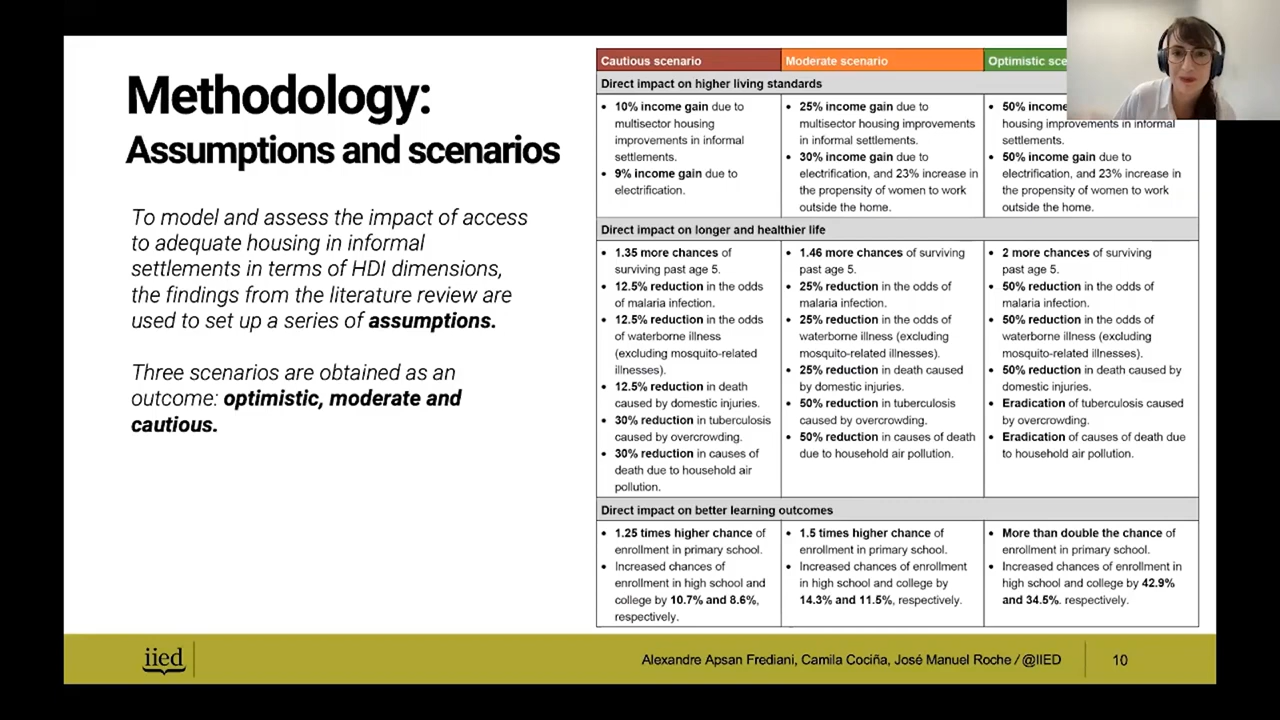 Methodology:
Assumptions and scenarios
To model and assess the impact of access
to adequate housing in informal
settlements in terms of HDI dimensions,
the findings from the literature review are
used to set up a series of assumptions.
Three scenarios are obtained as an
outcome: optimistic, moderate and
cautious.
Cautious scenario
Moderate scenario
Optimistic
Direct impact on higher living standards
• 10% income gain due to
multisector housing
improvements in informal
settlements.
• 9% income gain due to
electrification.
• 25% income gain due to
multisector housing improvements
in informal settlements.
• 30% income gain due to
electrification, and 23% increase in
the propensity of women to work
outside the home.
• 50%
housing improvements in informal
settlements.
• 50% income gain due to
electrification, and 23% increase in
the propensity of women to work
outside the home.
Direct impact on longer and healthier life
• 1.35 more chances of
surviving past age 5.
• 12.5% reduction in the odds
of malaria infection.
• 12.5% reduction in the odds
of waterborne illness
(excluding mosquito-related
illnesses).
• 12.5% reduction in death
caused by domestic injuries.
• 30% reduction in tuberculosis
caused by overcrowding.
• 30% reduction in causes of
death due to household air
pollution.
• 1.46 more chances of surviving
past age 5.
• 25% reduction in the odds of
malaria infection.
• 25% reduction in the odds of
waterborne illness (excluding
mosquito-related illnesses).
• 25% reduction in death caused
by domestic injuries.
• 50% reduction in tuberculosis
caused by overcrowding.
• 50% reduction in causes of death
due to household air pollution.
• 2 more chances of surviving
past age 5.
• 50% reduction in the odds of
malaria infection.
• 50% reduction in the odds of
waterborne illness (excluding
mosquito-related illnesses).
• 50% reduction in death caused by
domestic injuries.
• Eradication of tuberculosis caused
by overcrowding.
• Eradication of causes of death due
to household air pollution.
Direct impact on better learning outcomes
• 1.25 times higher chance of
enrollment in primary school.
• Increased chances of
enrollment in high school and
college by 10.7% and 8.6%,
respectively.
• 1.5 times higher chance of
enrollment in primary school.
• Increased chances of enrollment
in high school and college by
14.3% and 11.5%, respectively.
• More than double the chance of
enrollment in primary school.
• Increased chances of enrollment in
high school and college by 42.9%
and 34.5%. respectively.
iied
Alexandre Apsan Frediani, Camila Cociña, José Manuel Roche / @IIED
10